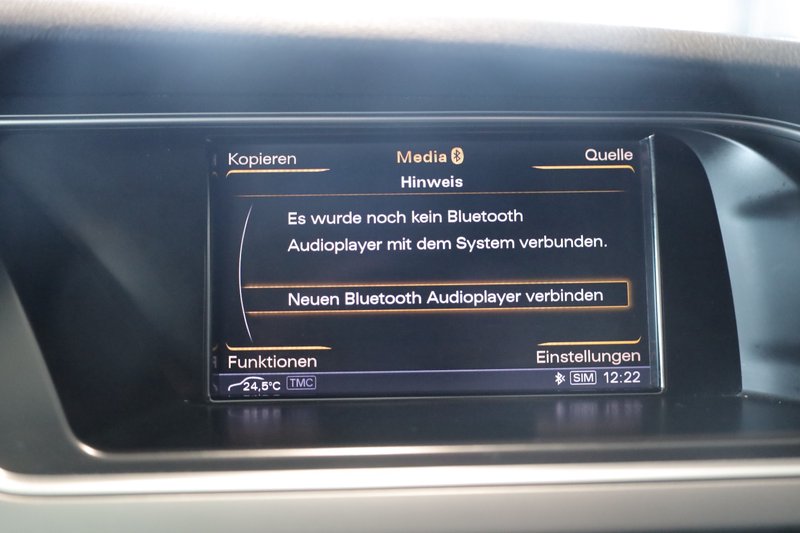 Kopieren Media Quelle
Hinweis
Es wurde noch kein Bluetooth
Audioplayer mit dem System verbunden.
Neuen Bluetooth Audioplayer verbinden
Funktionen Einstellungen
24,5°C TMC SIM 12:22